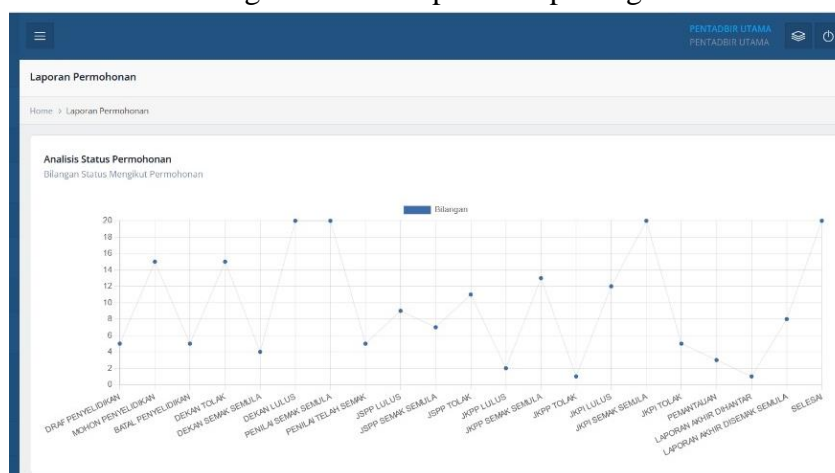 PENTADBIR UTAMA
PENTADBIR UTAMA
Laporan Permohonan
Home > Laporan Permohonan
Analisis Status Permohonan
Bilangan Status Mengikut Permohonan
Bilangan
20
18
16
14
12
10
8
6
4
2
0
DRAF PENYELIDIKAN
MOHON PENYELIDIKAN
BATAL PENYELIDIKAN
DEKAN TOLAK
DEKAN SEMAK SEMULA
DEKAN LULUS
PENILAI SEMAK SEMULA
PENILAI TELAH SEMAK
JSPP LULUS
JSPP SEMAK SEMULA
JSPP TOLAK
JKPP LULUS
JKPP SEMAK SEMULA
JKPP TOLAK
JKPI LULUS
JKPI SEMAK SEMULA
JKPI TOLAK
PEMANTAUAN
LAPORAN AKHIR DIHANTAR
LAPORAN AKHIR DISEMAK SEMULA
SELESAI